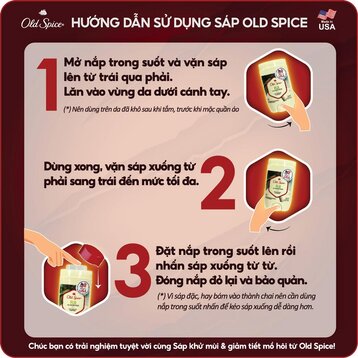 Old Spice
HƯỚNG DẪN SỬ DỤNG SÁP OLD SPICE
Made in
USA
1
Mở nắp trong suốt và vặn sáp
lên từ trái qua phải.
Lăn vào vùng da dưới cánh tay.
(*) Nên dùng trên da đã khô sau khi tắm, trước khi mặc quần áo
Dùng xong, vặn sáp xuống từ
phải sang trái đến mức tối đa.
2
3
Đặt nắp trong suốt lên rồi
nhấn sáp xuống từ từ.
Đóng nắp đỏ lại và bảo quản.
(*) Vì sáp đặc, hay bám vào thành chai nên cần dùng
nắp trong suốt nhấn để kéo sáp xuống dễ dàng hơn.
Chúc bạn có trải nghiệm tuyệt vời cùng Sáp khử mùi & giảm tiết mồ hôi từ Old Spice!